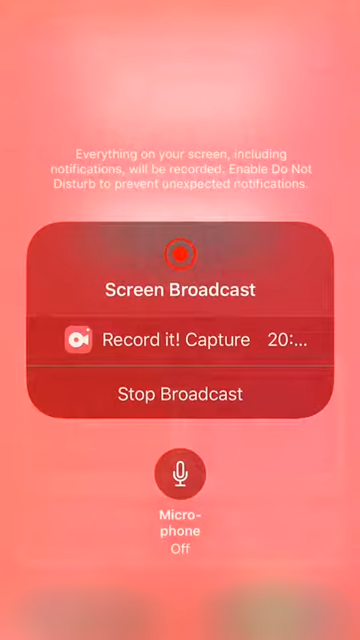 Everything on your screen, including
notifications, will be recorded. Enable Do Not
Disturb to prevent unexpected notifications.
Screen Broadcast
Record it! Capture 20:...
Stop Broadcast
Micro-
phone
Off